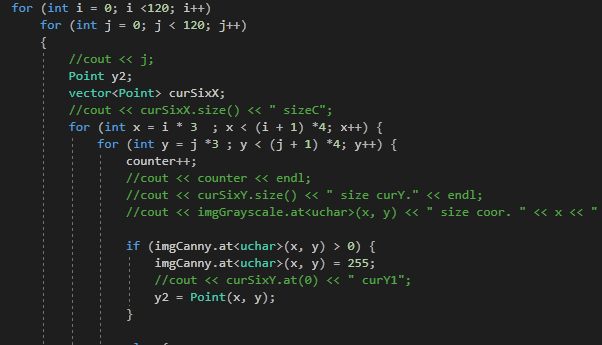 for (int i = 0; i <120; i++)
for (int j = 0; j < 120; j++)
{
//cout << j;
Point y2;
vector<Point> curSixX;
//cout << curSixX.size() << " sizeC";
for (int x = i * 3  ; x < (i + 1) *4; x++) {
for (int y = j *3 ; y < (j + 1) *4; y++) {
counter++;
//cout << counter << endl;
//cout << curSixY.size() << " size curY." << endl;
//cout << imgGrayscale.at<uchar>(x, y) << " size coor. " << x << "
if (imgCanny.at<uchar>(x, y) > 0) {
imgCanny.at<uchar>(x, y) = 255;
//cout << curSixY.at(0) << " curY1";
y2 = Point(x, y);
}